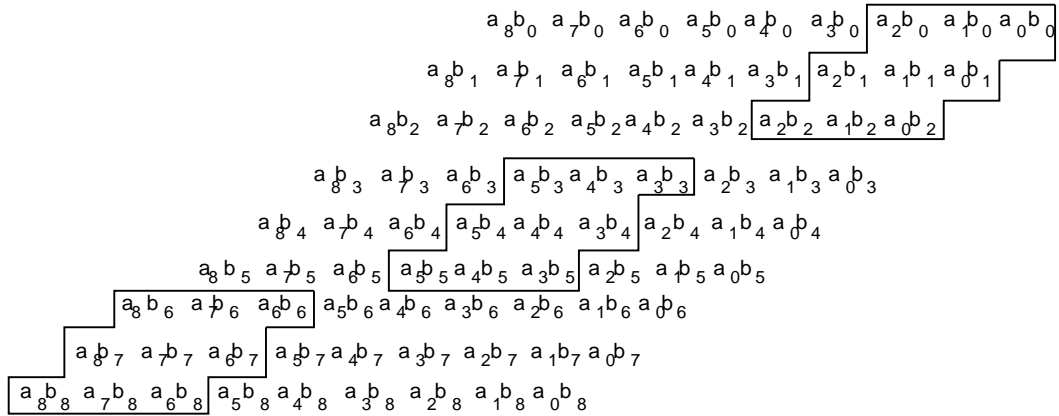 a₈b₀ a₇b₀ a₆b₀ a₅b₀ a₄b₀ a₃b₀ a₂b₀ a₁b₀ a₀b₀
a₈b₁ a₇b₁ a₆b₁ a₅b₁ a₄b₁ a₃b₁ a₂b₁ a₁b₁ a₀b₁
a₈b₂ a₇b₂ a₆b₂ a₅b₂ a₄b₂ a₃b₂ a₂b₂ a₁b₂ a₀b₂
a₈b₃ a₇b₃ a₆b₃ a₅b₃ a₄b₃ a₃b₃ a₂b₃ a₁b₃ a₀b₃
a₈b₄ a₇b₄ a₆b₄ a₅b₄ a₄b₄ a₃b₄ a₂b₄ a₁b₄ a₀b₄
a₈b₅ a₇b₅ a₆b₅ a₅b₅ a₄b₅ a₃b₅ a₂b₅ a₁b₅ a₀b₅
a₈b₆ a₇b₆ a₆b₆ a₅b₆ a₄b₆ a₃b₆ a₂b₆ a₁b₆ a₀b₆
a₈b₇ a₇b₇ a₆b₇ a₅b₇ a₄b₇ a₃b₇ a₂b₇ a₁b₇ a₀b₇
a₈b₈ a₇b₈ a₆b₈ a₅b₈ a₄b₈ a₃b₈ a₂b₈ a₁b₈ a₀b₈